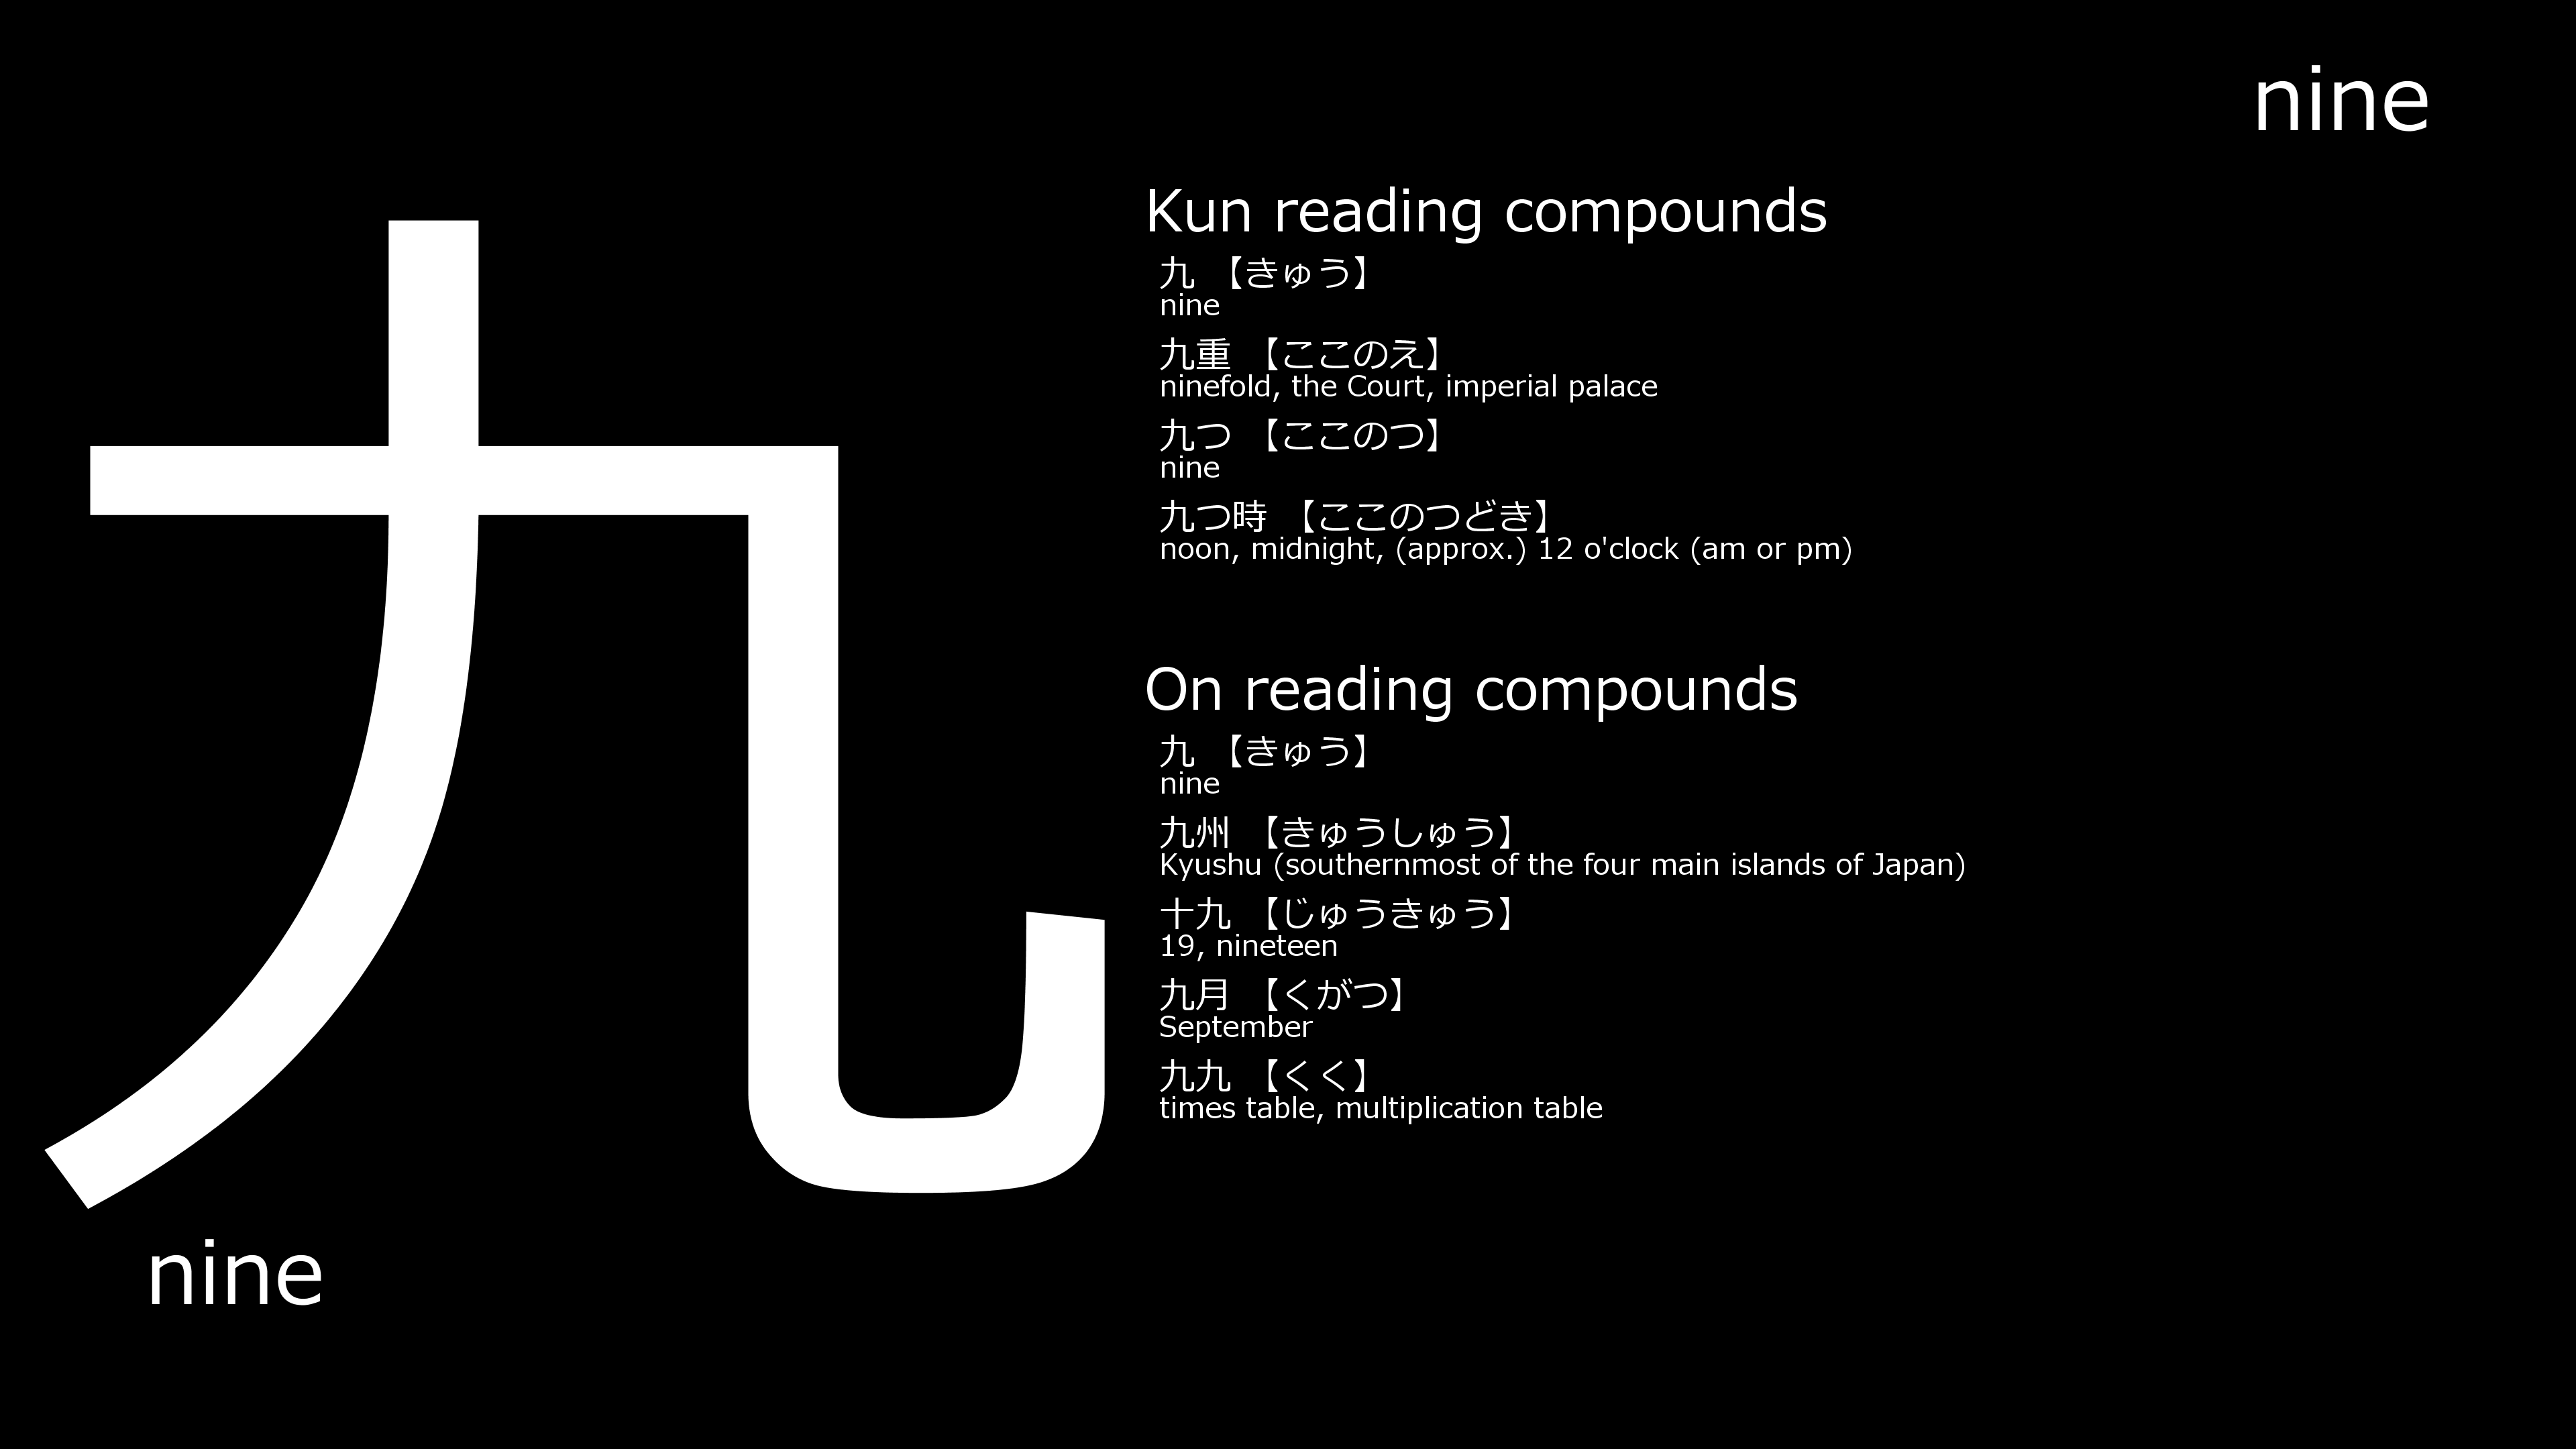 nine
九
nine
Kun reading compounds
九 【きゅう】
nine
九重 【ここのえ】
ninefold, the Court, imperial palace
九つ 【ここのつ】
nine
九つ時 【ここのつどき】
noon, midnight, (approx.) 12 o'clock (am or pm)
On reading compounds
九 【きゅう】
nine
九州 【きゅうしゅう】
Kyushu (southernmost of the four main islands of Japan)
十九 【じゅうきゅう】
19, nineteen
九月 【くがつ】
September
九九 【くく】
times table, multiplication table